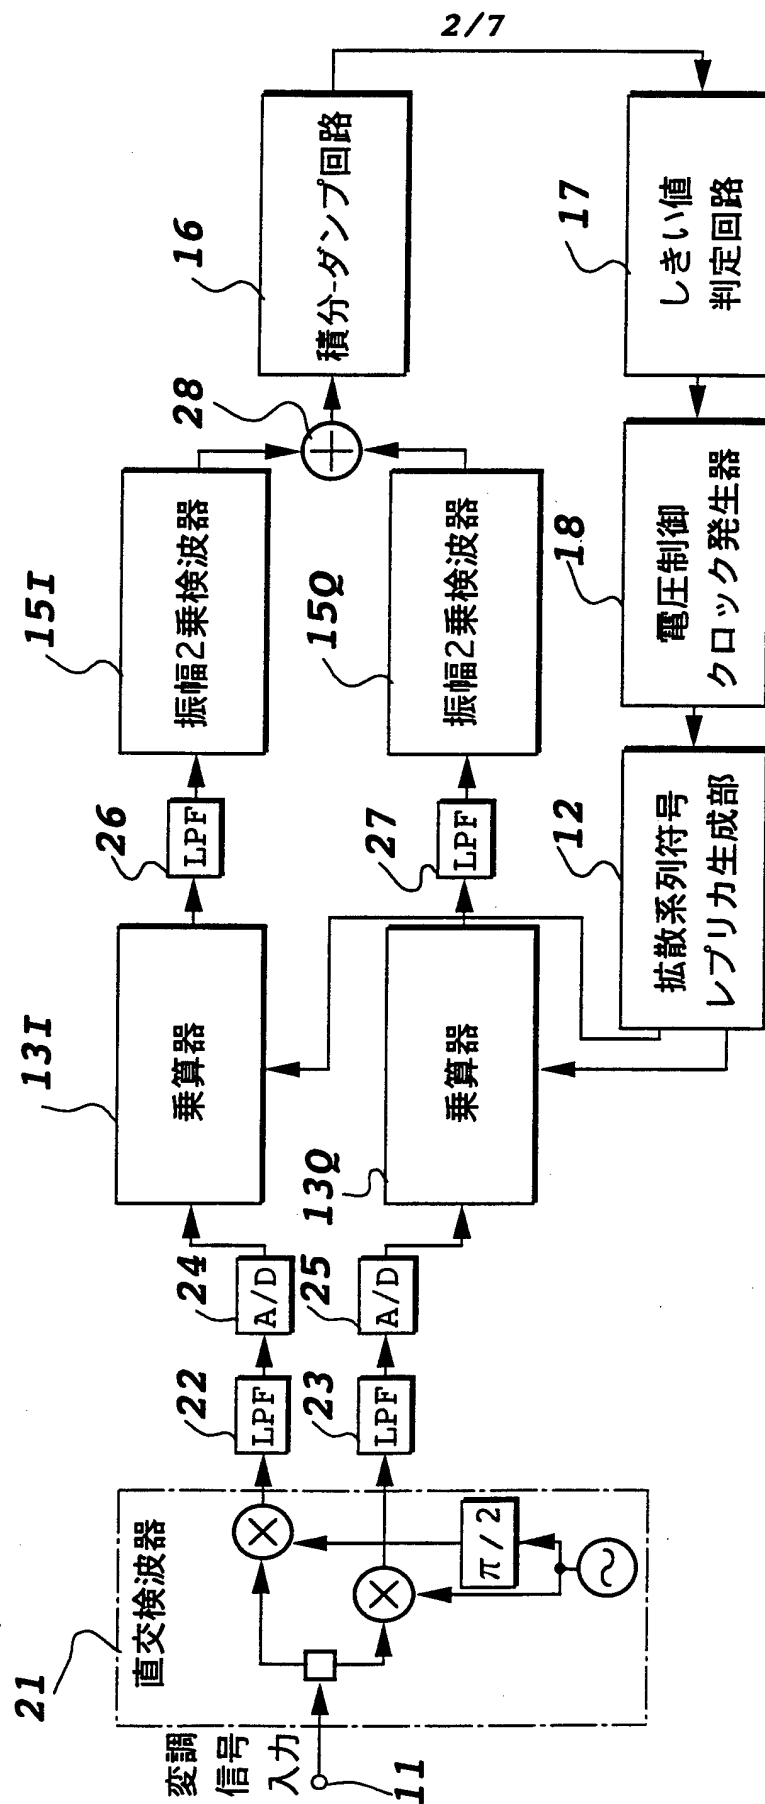 2/7
変調
信号
入力
11
21
直交検波器
π/2
22
LPF
23
LPF
24
A/D
25
A/D
13I
乗算器
13Q
乗算器
26
LPF
27
LPF
15I
振幅2乗検波器
15Q
振幅2乗検波器
28
16
積分-ダンプ回路
17
しきい値
判定回路
18
電圧制御
クロック発生器
12
拡散系列符号
レプリカ生成部